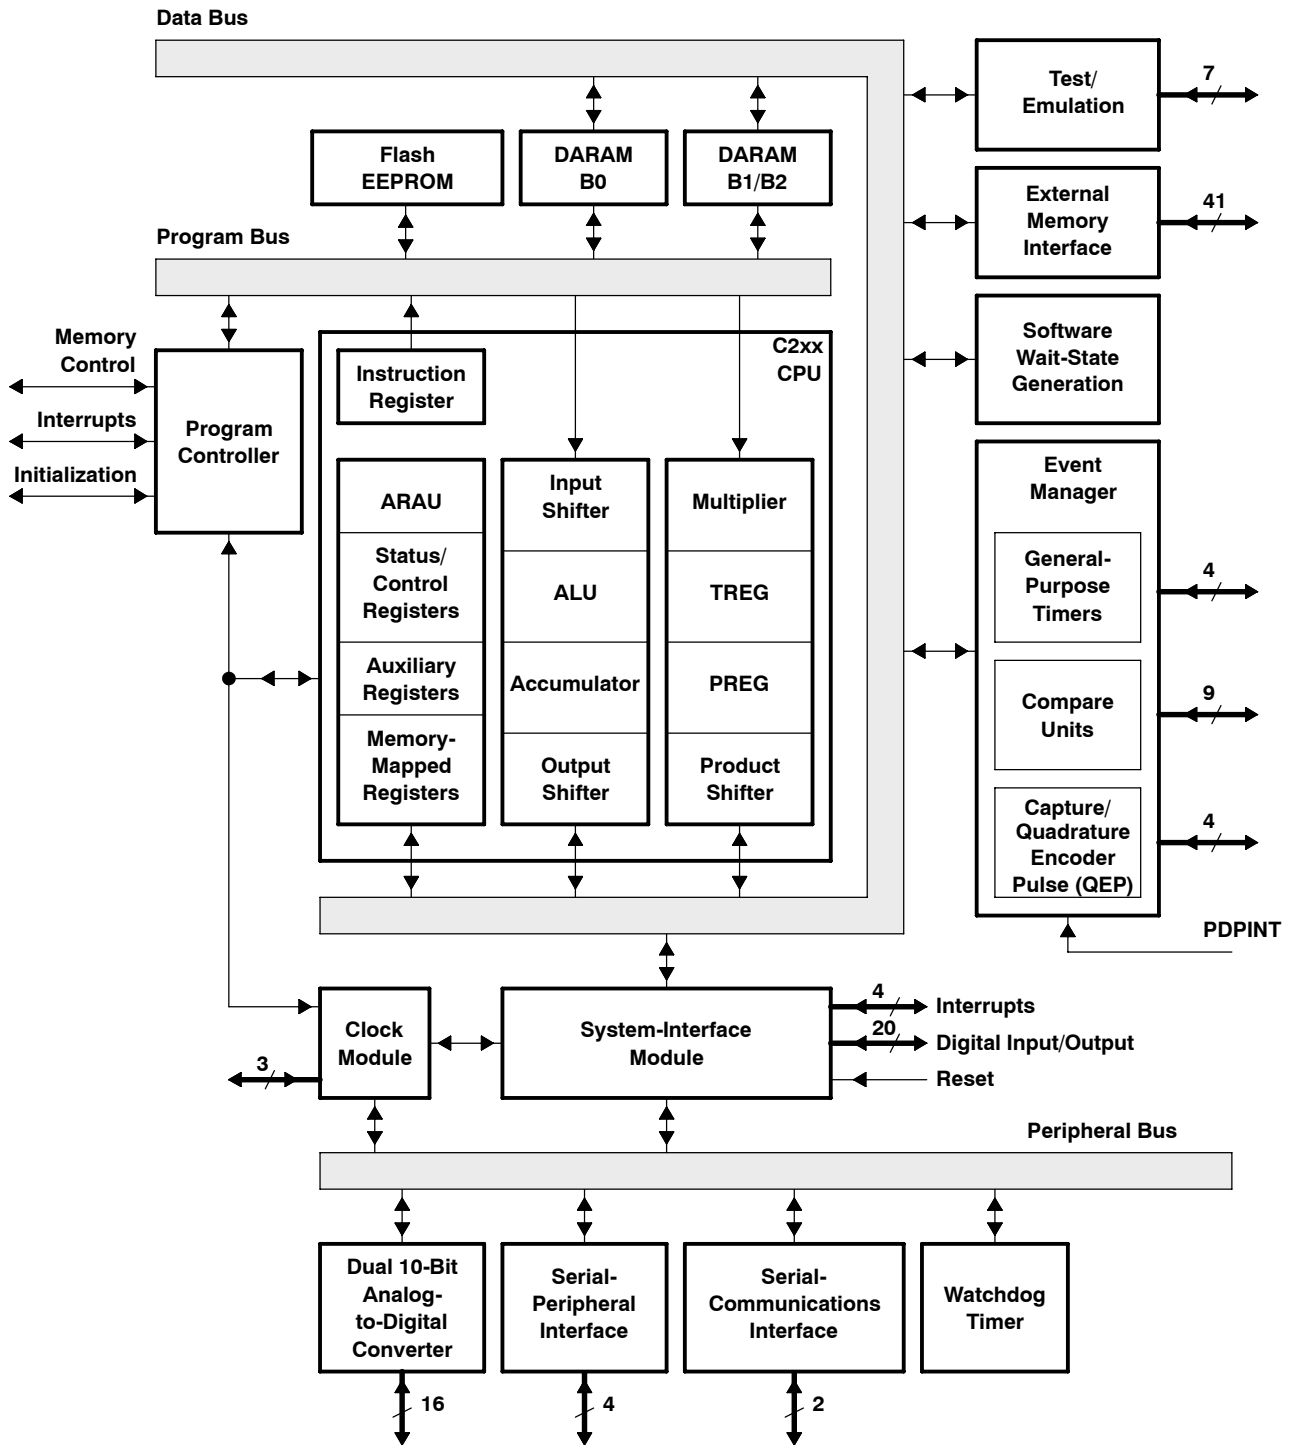 Data Bus
Test/
Emulation
7
Flash
EEPROM
DARAM
B0
DARAM
B1/B2
External
Memory
Interface
41
Program Bus
Software
Wait-State
Generation
Memory
Control
Interrupts
Initialization
Program
Controller
C2xx
CPU
Instruction
Register
ARAU
Status/
Control
Registers
Auxiliary
Registers
Memory-
Mapped
Registers
Input
Shifter
ALU
Accumulator
Output
Shifter
Multiplier
TREG
PREG
Product
Shifter
Event
Manager
General-
Purpose
Timers
4
Compare
Units
9
Capture/
Quadrature
Encoder
Pulse (QEP)
4
PDPINT
Clock
Module
3
System-Interface
Module
4
Interrupts
20
Digital Input/Output
Reset
Peripheral Bus
Dual 10-Bit
Analog-
to-Digital
Converter
16
Serial-
Peripheral
Interface
4
Serial-
Communications
Interface
2
Watchdog
Timer